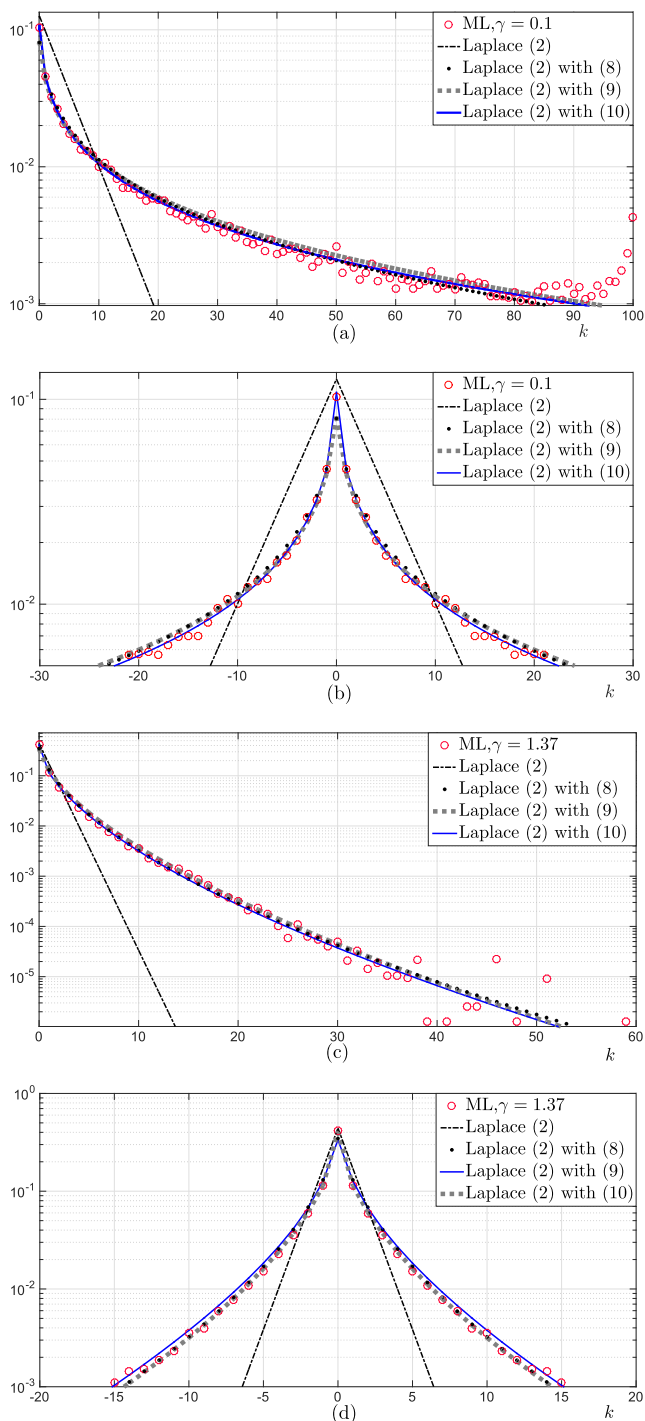 10^{-1}
10^{-2}
10^{-3}
ML,γ = 0.1
Laplace (2)
Laplace (2) with (8)
Laplace (2) with (9)
Laplace (2) with (10)
0 10 20 30 40 50 60 70 80 90 100
(a) k
10^{-1}
10^{-2}
ML,γ = 0.1
Laplace (2)
Laplace (2) with (8)
Laplace (2) with (9)
Laplace (2) with (10)
-30 -20 -10 0 10 20 30
(b) k
10^{-1}
10^{-2}
10^{-3}
10^{-4}
10^{-5}
ML,γ = 1.37
Laplace (2)
Laplace (2) with (8)
Laplace (2) with (9)
Laplace (2) with (10)
0 10 20 30 40 50 60
(c) k
10^{0}
10^{-1}
10^{-2}
10^{-3}
ML,γ = 1.37
Laplace (2)
Laplace (2) with (8)
Laplace (2) with (9)
Laplace (2) with (10)
-20 -15 -10 -5 0 5 10 15 20
(d) k